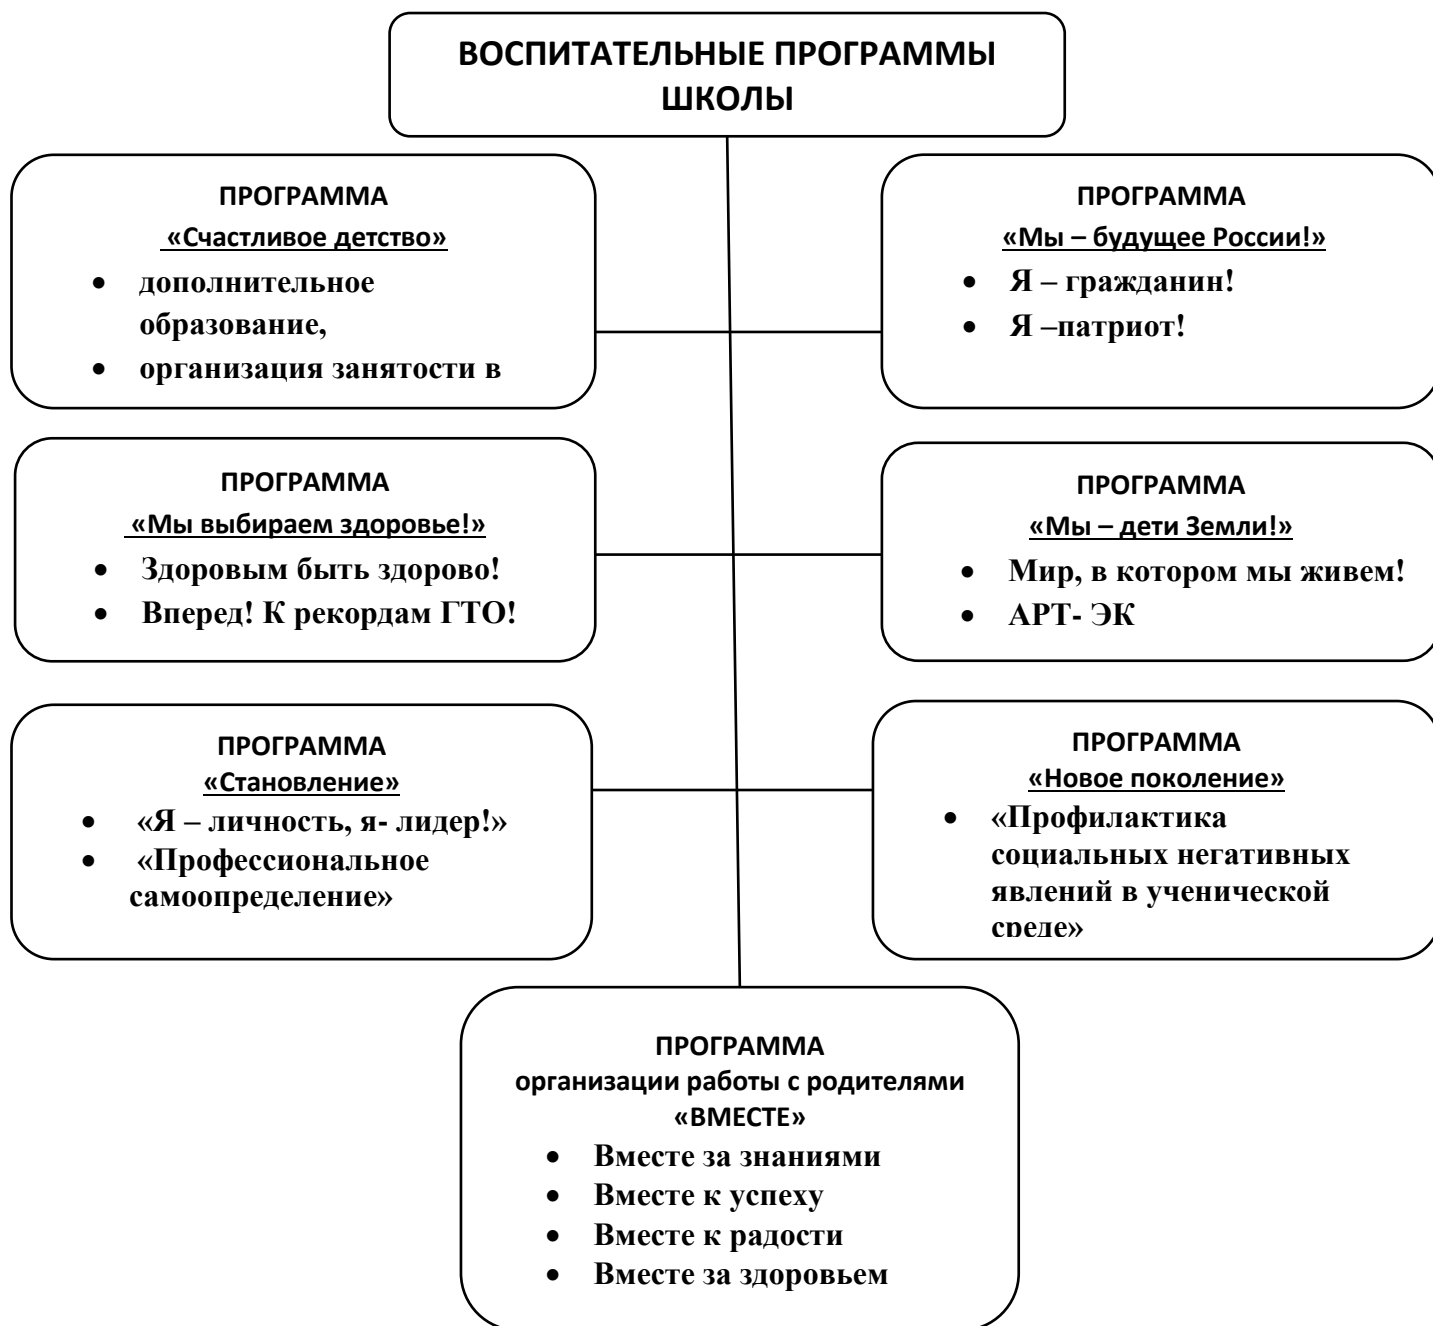 ВОСПИТАТЕЛЬНЫЕ ПРОГРАММЫ
ШКОЛЫ
ПРОГРАММА
«Счастливое детство»
• дополнительное
образование,
• организация занятости в
ПРОГРАММА
«Мы – будущее России!»
• Я – гражданин!
• Я –патриот!
ПРОГРАММА
«Мы выбираем здоровье!»
• Здоровым быть здорово!
• Вперед! К рекордам ГТО!
ПРОГРАММА
«Мы – дети Земли!»
• Мир, в котором мы живем!
• АРТ- ЭК
ПРОГРАММА
«Становление»
• «Я – личность, я- лидер!»
• «Профессиональное
самоопределение»
ПРОГРАММА
«Новое поколение»
• «Профилактика
социальных негативных
явлений в ученической
среде»
ПРОГРАММА
организации работы с родителями
«ВМЕСТЕ»
• Вместе за знаниями
• Вместе к успеху
• Вместе к радости
• Вместе за здоровьем